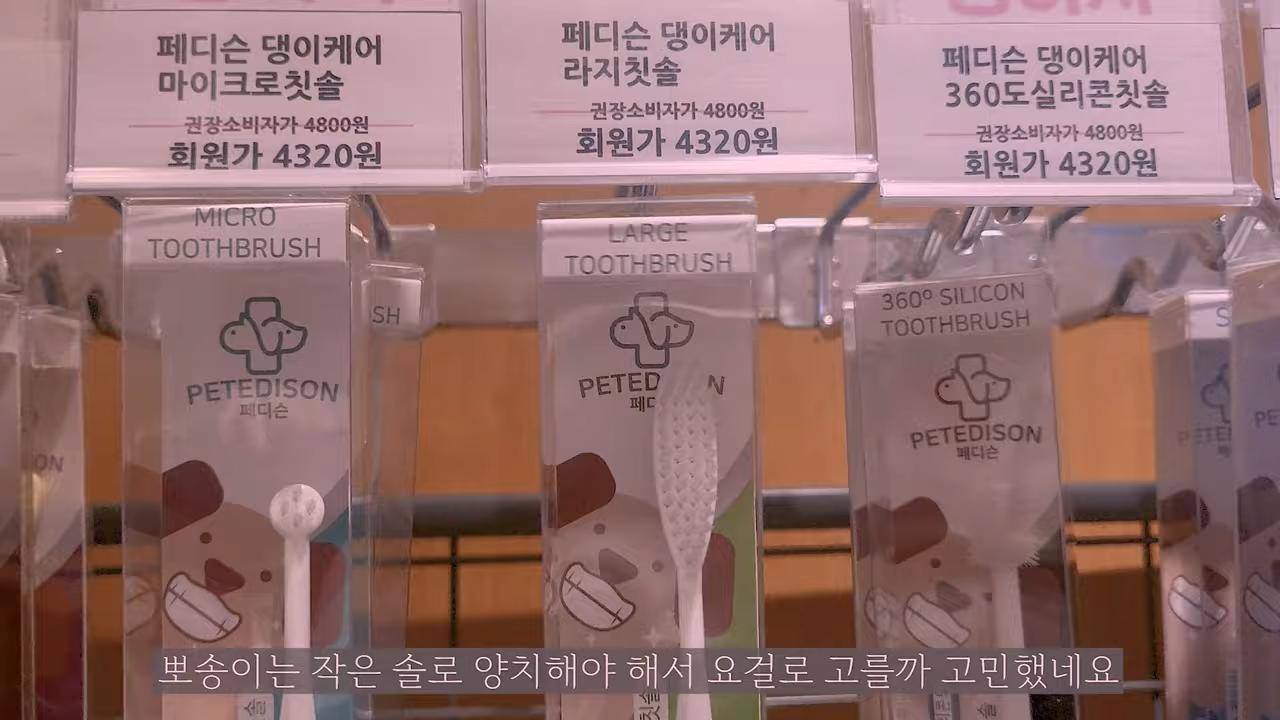 페디슨 댕이케어
마이크로칫솔
권장소비자가 4800원
회원가 4320원
페디슨 댕이케어
라지칫솔
권장소비자가 4800원
회원가 4320원
페디슨 댕이케어
360도실리콘칫솔
권장소비자가 4800원
회원가 4320원
MICRO
TOOTHBRUSH
PETEDISON
페디슨
SH
LARGE
TOOTHBRUSH
PETED N
360º SILICON
TOOTHBRUSH
PETEDISON
페디슨
ON
뽀송이는 작은 솔로 양치해야 해서 요걸로 고를까 고민했네요